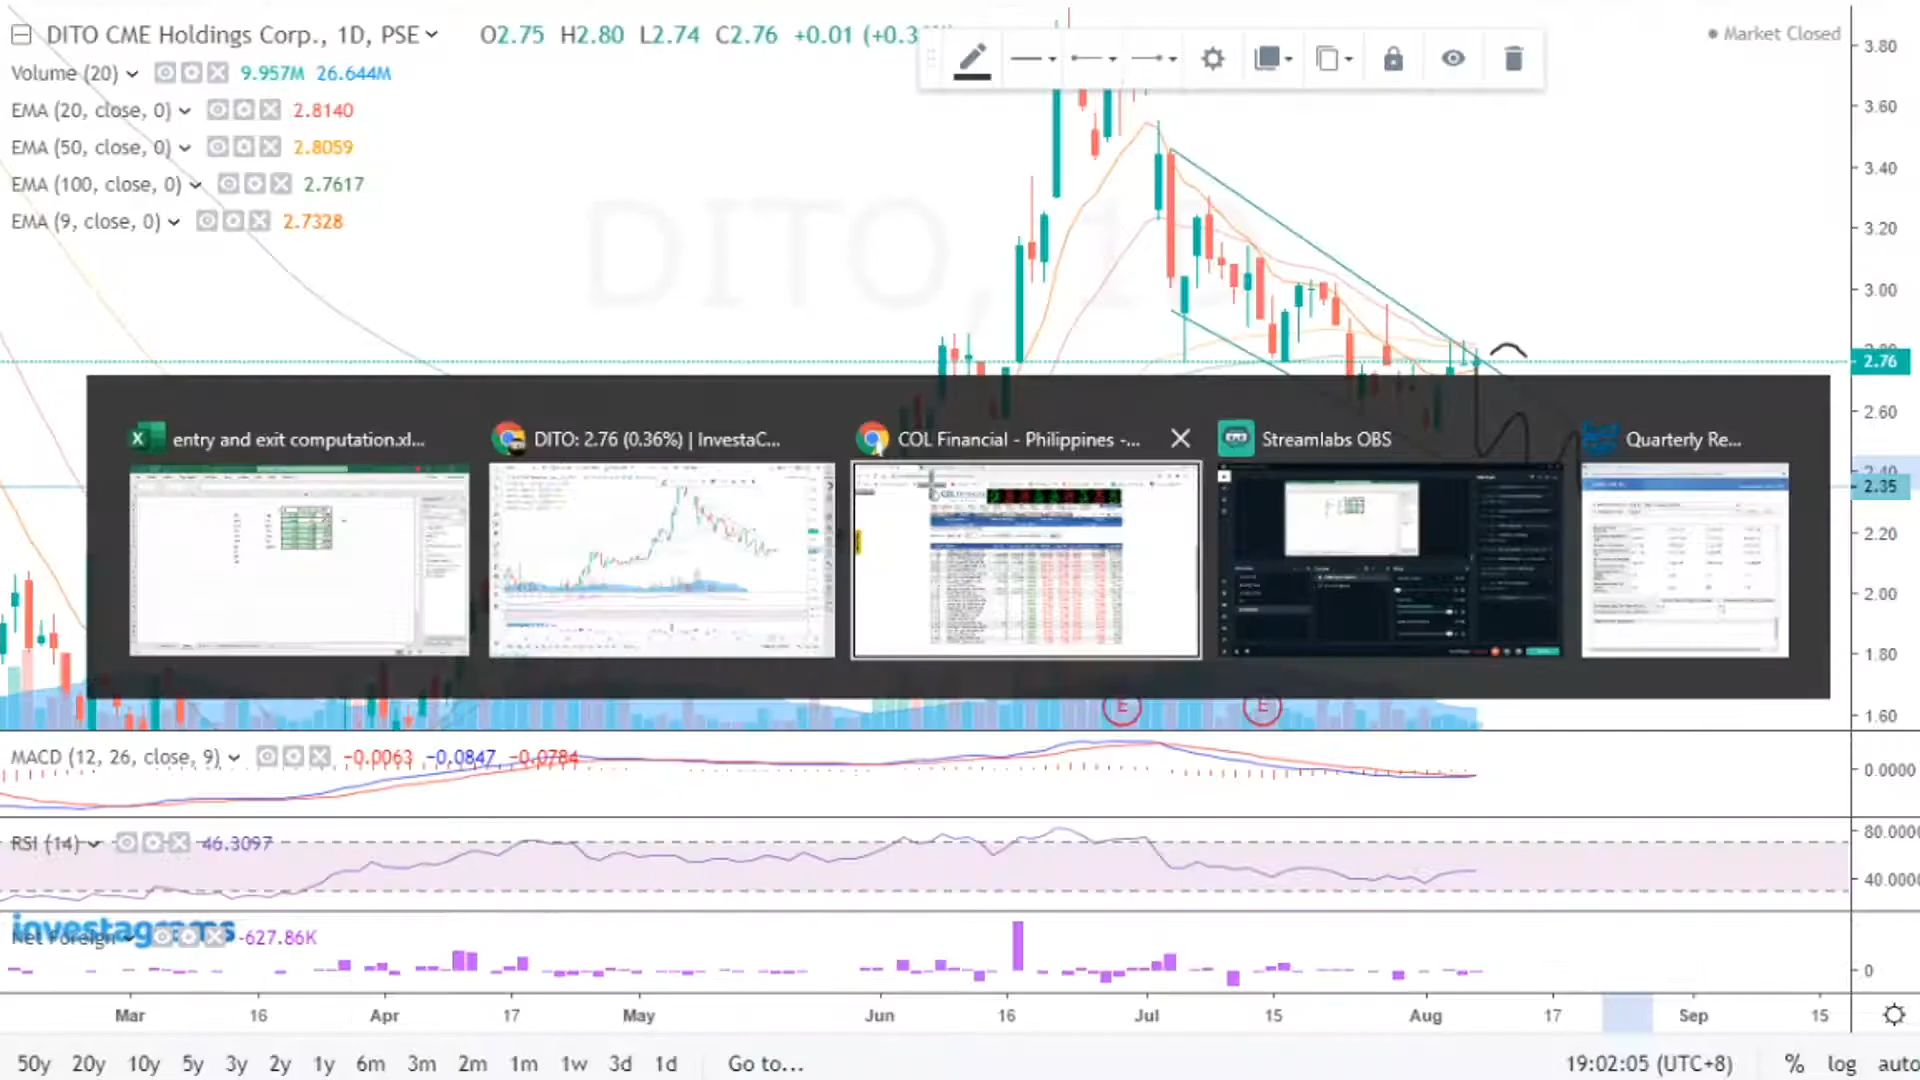 DITO CME Holdings Corp., 1D, PSE
O2.75 H2.80 L2.74 C2.76 +0.01
Market Closed
Volume (20) 9.957M 26.644M
EMA (20, close, 0) 2.8140
EMA (50, close, 0) 2.8059
EMA (100, close, 0) 2.7617
EMA (9, close, 0) 2.7328
DITO, 1D
3.80
3.60
3.40
3.20
3.00
2.76
2.60
2.40
2.35
2.20
2.00
1.80
1.60
entry and exit computation.xl...
DITO: 2.76 (0.36%) | InvestaC...
COL Financial - Philippines -...
Streamlabs OBS
Quarterly Re...
E
E
MACD (12, 26, close, 9) -0.0063 -0.0847 -0.0784
0.0000
RSI (14) 46.3097
80.0000
40.0000
investagrams
Net Foreign -627.86K
0
Mar 16 Apr 17 May Jun 16 Jul 15 Aug 17 Sep 15
50y 20y 10y 5y 3y 2y 1y 6m 3m 2m 1m 1w 3d 1d Go to...
19:02:05 (UTC+8) % log auto